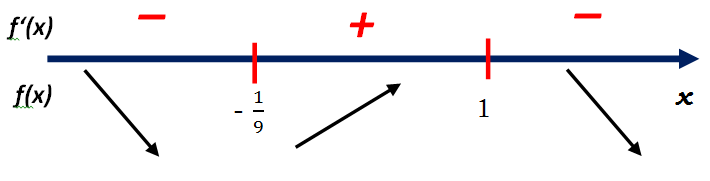 f‘(x) − + −
f(x) - 1/9 1 x